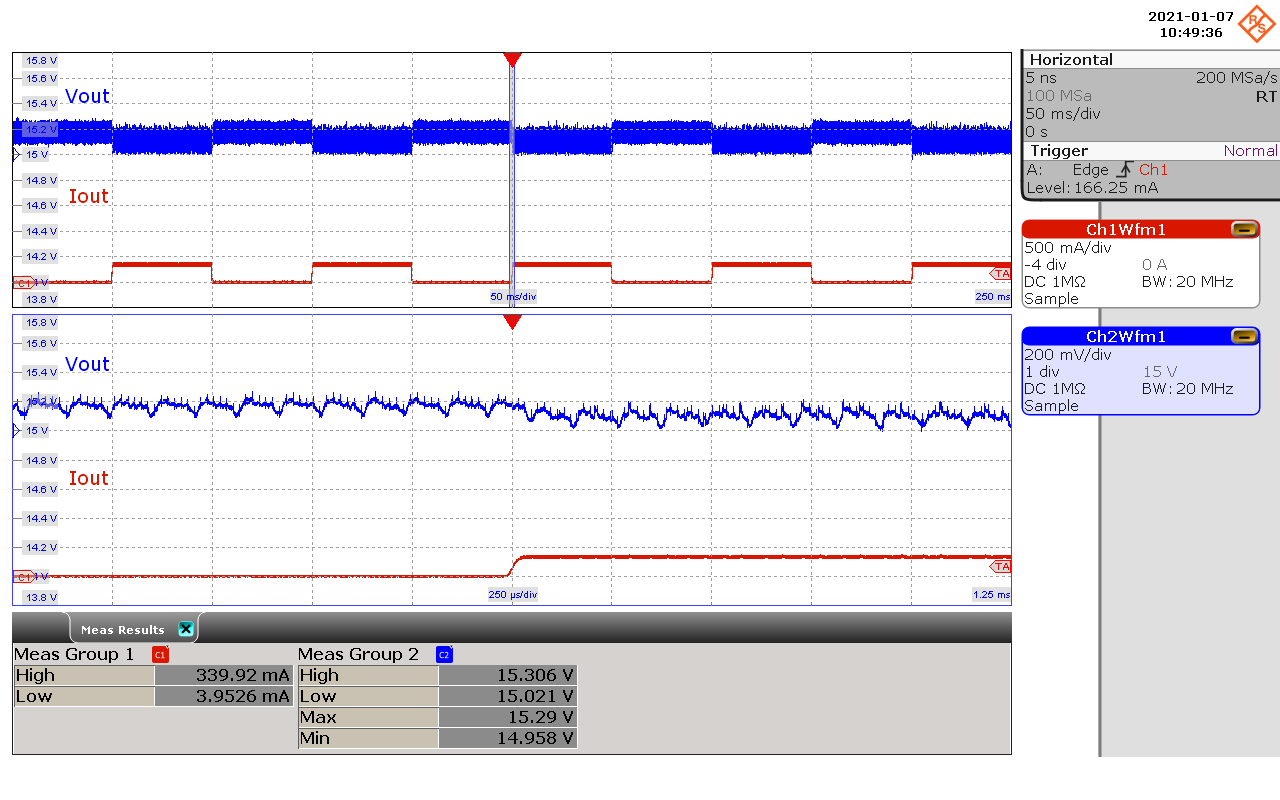 2021-01-07
10:49:36
R&S
15.8 V
15.6 V
15.4 V
15.2 V
15 V
14.8 V
14.6 V
14.4 V
14.2 V
13.8 V
Vout
Iout
C1
TA
50 ms/div
250 ms
15.8 V
15.6 V
15.4 V
15.2 V
15 V
14.8 V
14.6 V
14.4 V
14.2 V
13.8 V
Vout
Iout
C1
TA
250 µs/div
1.25 ms
Horizontal
5 ns 200 MSa/s
100 MSa RT
50 ms/div
0 s
Trigger Normal
A: Edge Ch1
Level: 166.25 mA
Ch1Wfm1
500 mA/div
-4 div 0 A
DC 1MΩ BW: 20 MHz
Sample
Ch2Wfm1
200 mV/div
1 div 15 V
DC 1MΩ BW: 20 MHz
Sample
Meas Results
Meas Group 1 C1
High 339.92 mA
Low 3.9526 mA
Meas Group 2 C2
High 15.306 V
Low 15.021 V
Max 15.29 V
Min 14.958 V